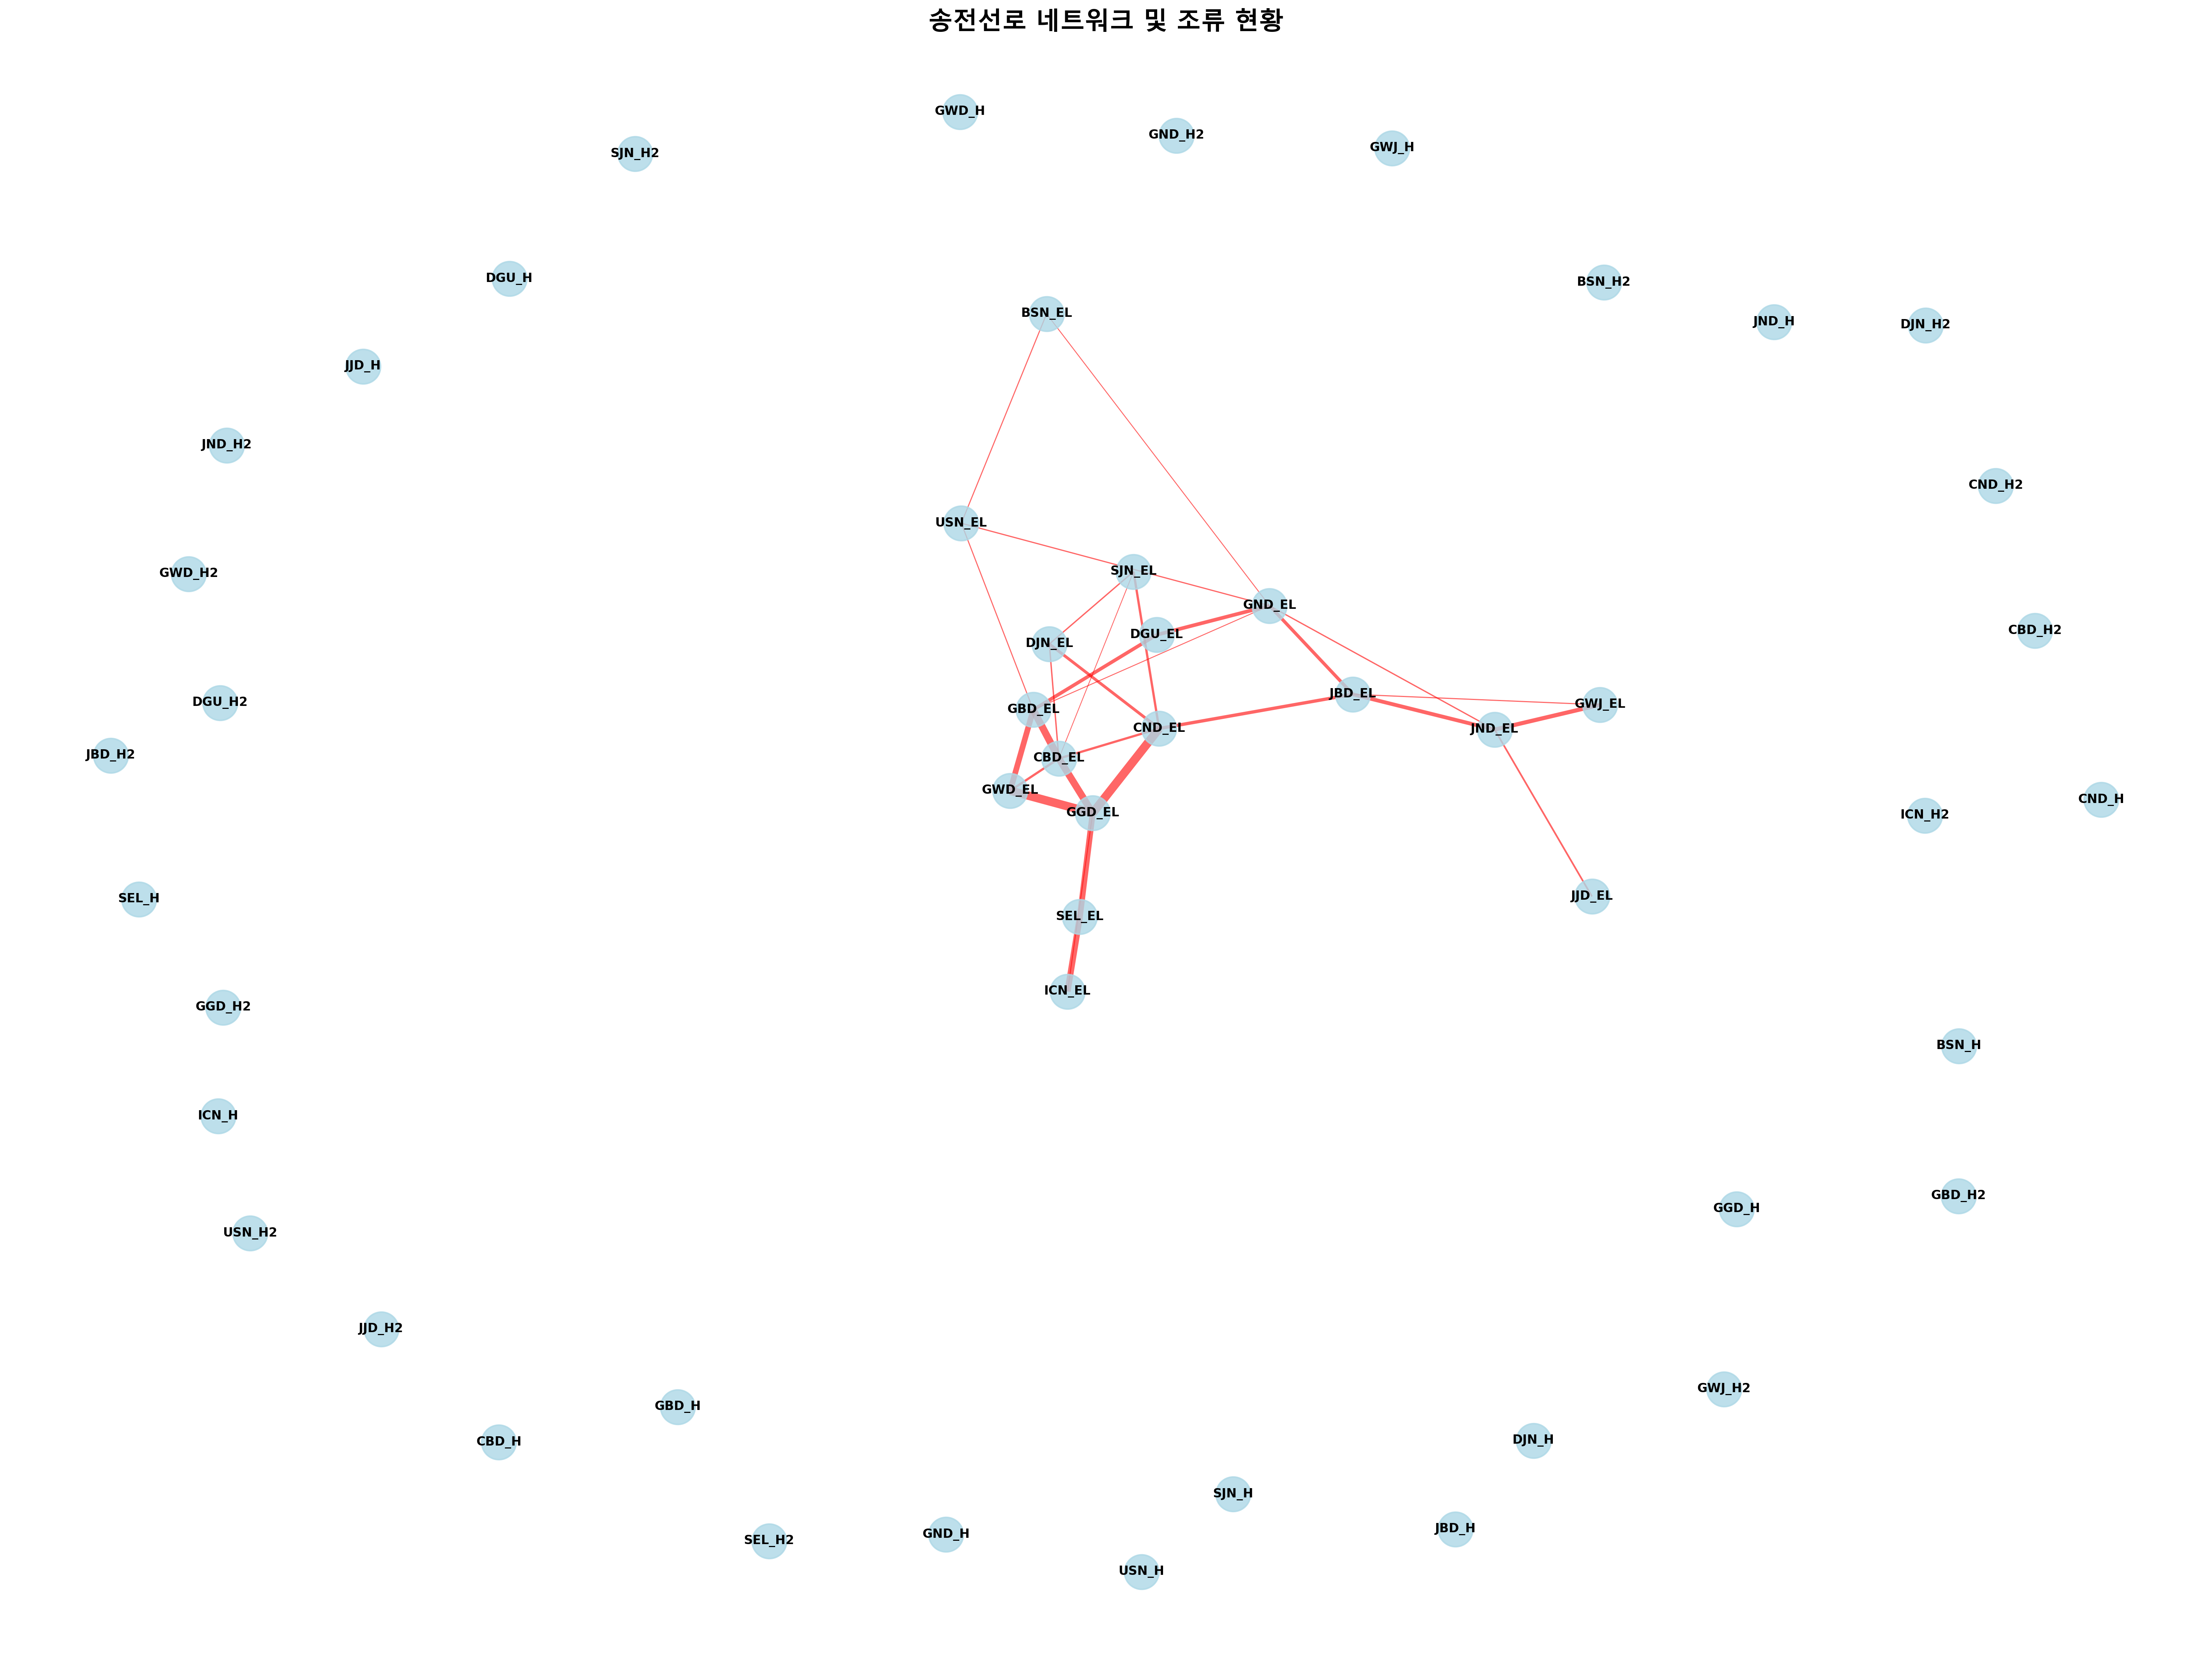 송전선로 네트워크 및 조류 현황
GWD_H
GND_H2
GWJ_H
SJN_H2
DGU_H
BSN_H2
BSN_EL
JND_H
DJN_H2
JJD_H
JND_H2
CND_H2
USN_EL
SJN_EL
GWD_H2
GND_EL
CBD_H2
DGU_EL
DJN_EL
JBD_EL
DGU_H2
GWJ_EL
GBD_EL
CND_EL
JND_EL
JBD_H2
CBD_EL
GWD_EL
CND_H
GGD_EL
ICN_H2
JJD_EL
SEL_H
SEL_EL
ICN_EL
GGD_H2
BSN_H
ICN_H
GBD_H2
GGD_H
USN_H2
JJD_H2
GWJ_H2
GBD_H
DJN_H
CBD_H
SJN_H
JBD_H
GND_H
SEL_H2
USN_H